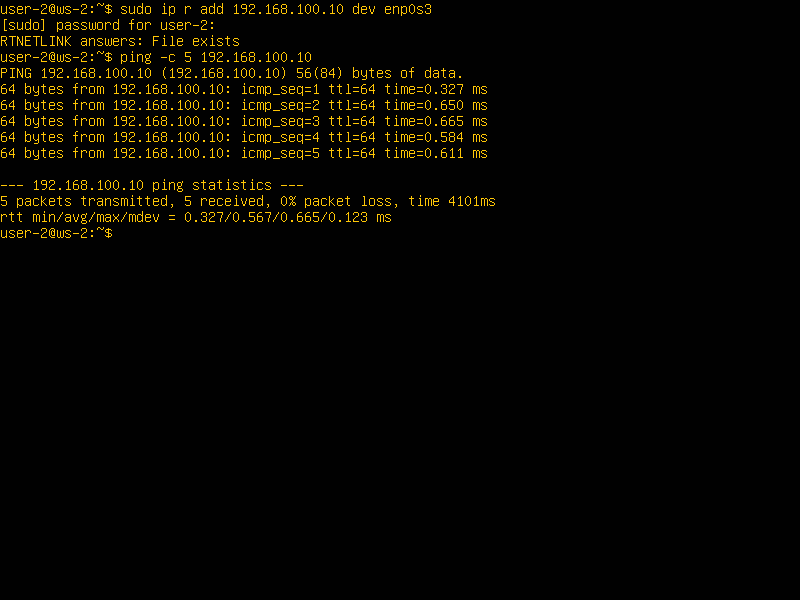 user-2@ws-2:~$ sudo ip r add 192.168.100.10 dev enp0s3
[sudo] password for user-2:
RTNETLINK answers: File exists
user-2@ws-2:~$ ping -c 5 192.168.100.10
PING 192.168.100.10 (192.168.100.10) 56(84) bytes of data.
64 bytes from 192.168.100.10: icmp_seq=1 ttl=64 time=0.327 ms
64 bytes from 192.168.100.10: icmp_seq=2 ttl=64 time=0.650 ms
64 bytes from 192.168.100.10: icmp_seq=3 ttl=64 time=0.665 ms
64 bytes from 192.168.100.10: icmp_seq=4 ttl=64 time=0.584 ms
64 bytes from 192.168.100.10: icmp_seq=5 ttl=64 time=0.611 ms
--- 192.168.100.10 ping statistics ---
5 packets transmitted, 5 received, 0% packet loss, time 4101ms
rtt min/avg/max/mdev = 0.327/0.567/0.665/0.123 ms
user-2@ws-2:~$